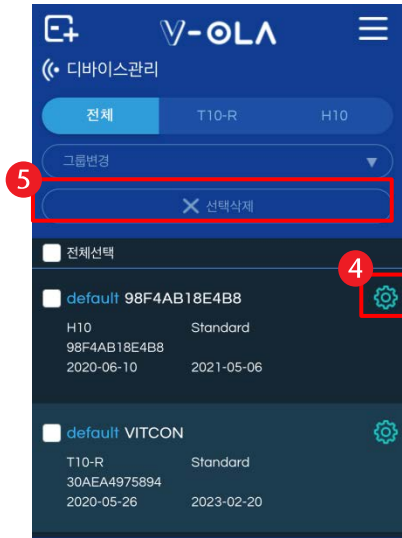 V-OLA
디바이스관리
전체 T10-R H10
그룹변경
5
선택삭제
전체선택
4
default 98F4AB18E4B8
H10 Standard
98F4AB18E4B8
2020-06-10 2021-05-06
default VITCON
T10-R Standard
30AEA4975894
2020-05-26 2023-02-20